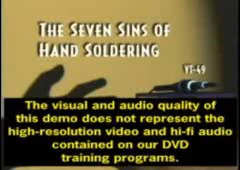 THE SEVEN SINS OF
HAND SOLDERING
VT-49
The visual and audio quality of
this demo does not represent the
high-resolution video and hi-fi audio
contained on our DVD
training programs.